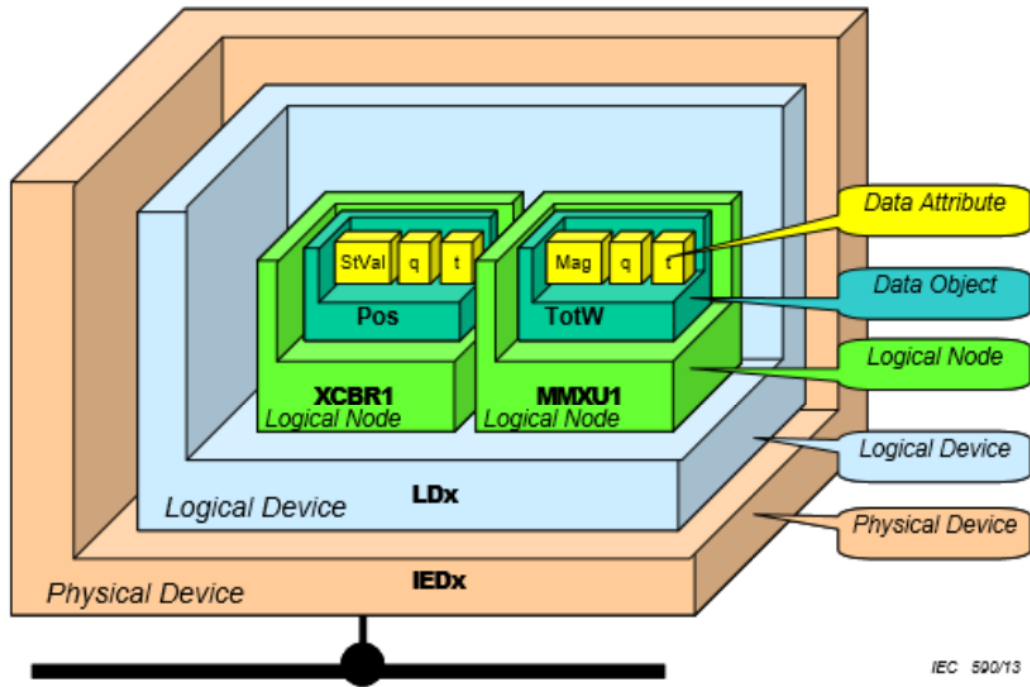 Data Attribute
StVal q t
Mag q t
Data Object
Pos
TotW
Logical Node
XCBR1
MMXU1
Logical Node
Logical Node
Logical Device
LDx
Logical Device
Physical Device
IEDx
Physical Device
IEC 590/13